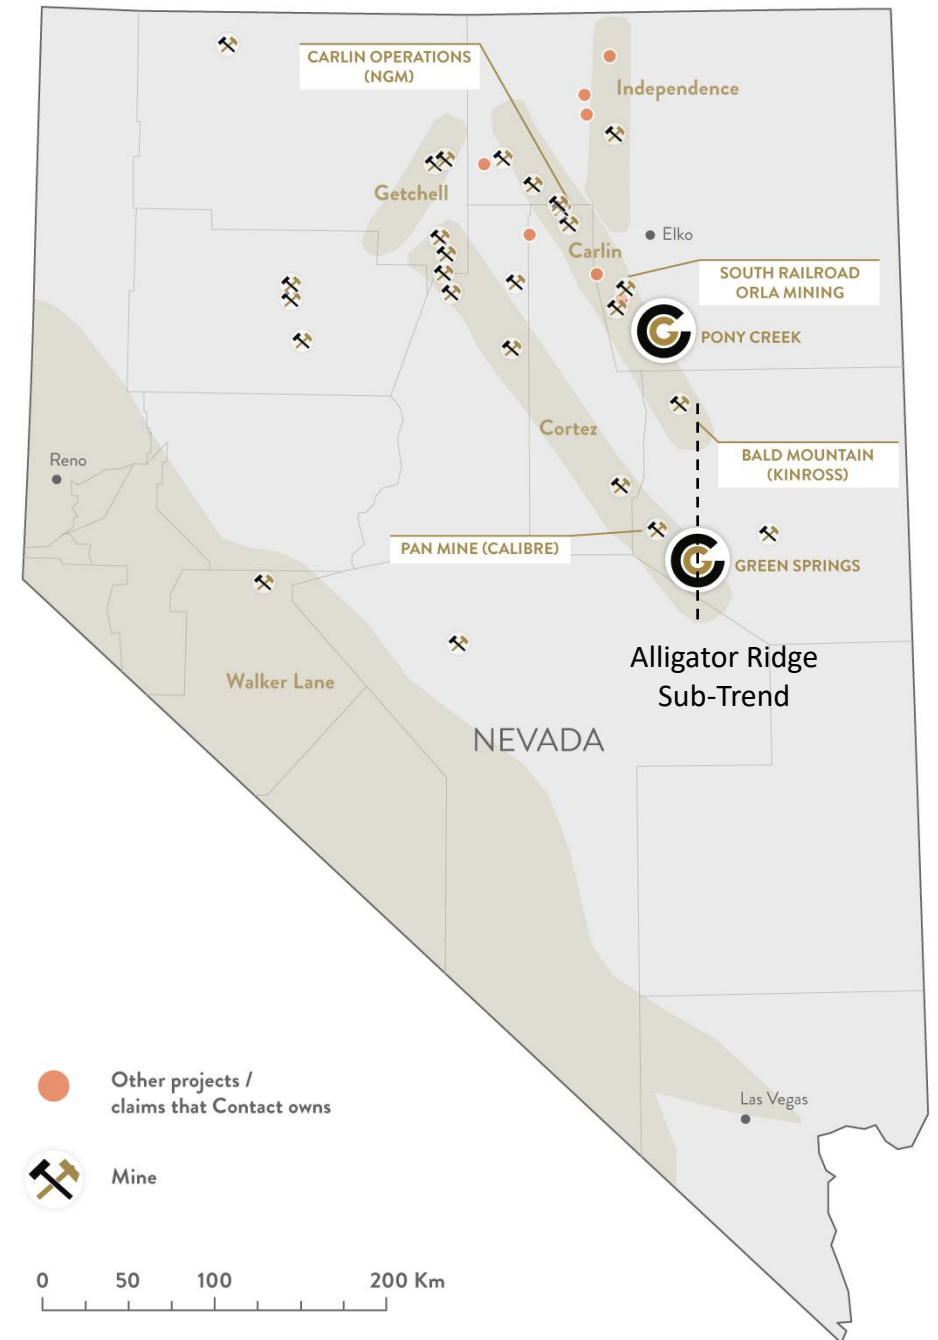 CARLIN OPERATIONS
(NGM)
Independence
Getchell
Elko
Carlin
SOUTH RAILROAD
ORLA MINING
PONY CREEK
Cortez
Reno
BALD MOUNTAIN
(KINROSS)
PAN MINE (CALIBRE)
GREEN SPRINGS
Alligator Ridge
Sub-Trend
Walker Lane
NEVADA
Other projects /
claims that Contact owns
Las Vegas
Mine
0 50 100 200 Km